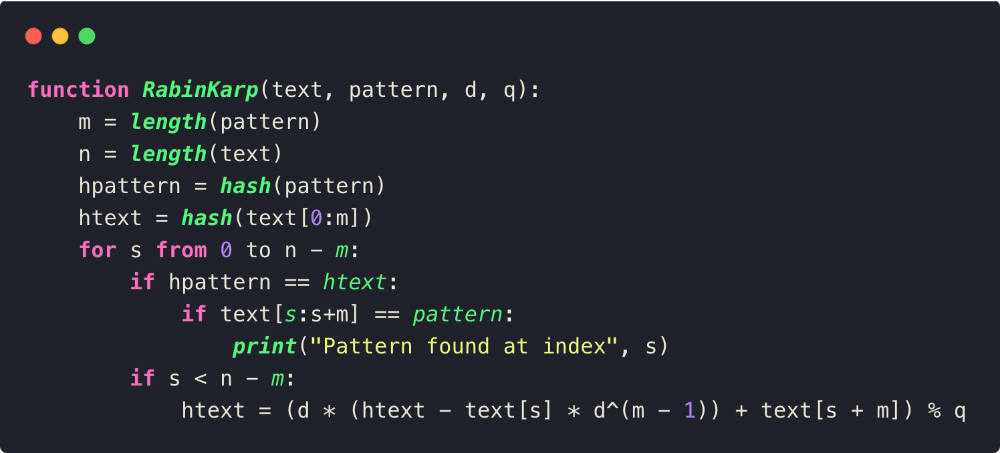 function RabinKarp(text, pattern, d, q):
    m = length(pattern)
    n = length(text)
    hpattern = hash(pattern)
    htext = hash(text[0:m])
    for s from 0 to n - m:
        if hpattern == htext:
            if text[s:s+m] == pattern:
                print("Pattern found at index", s)
        if s < n - m:
            htext = (d * (htext - text[s] * d^(m - 1)) + text[s + m]) % q